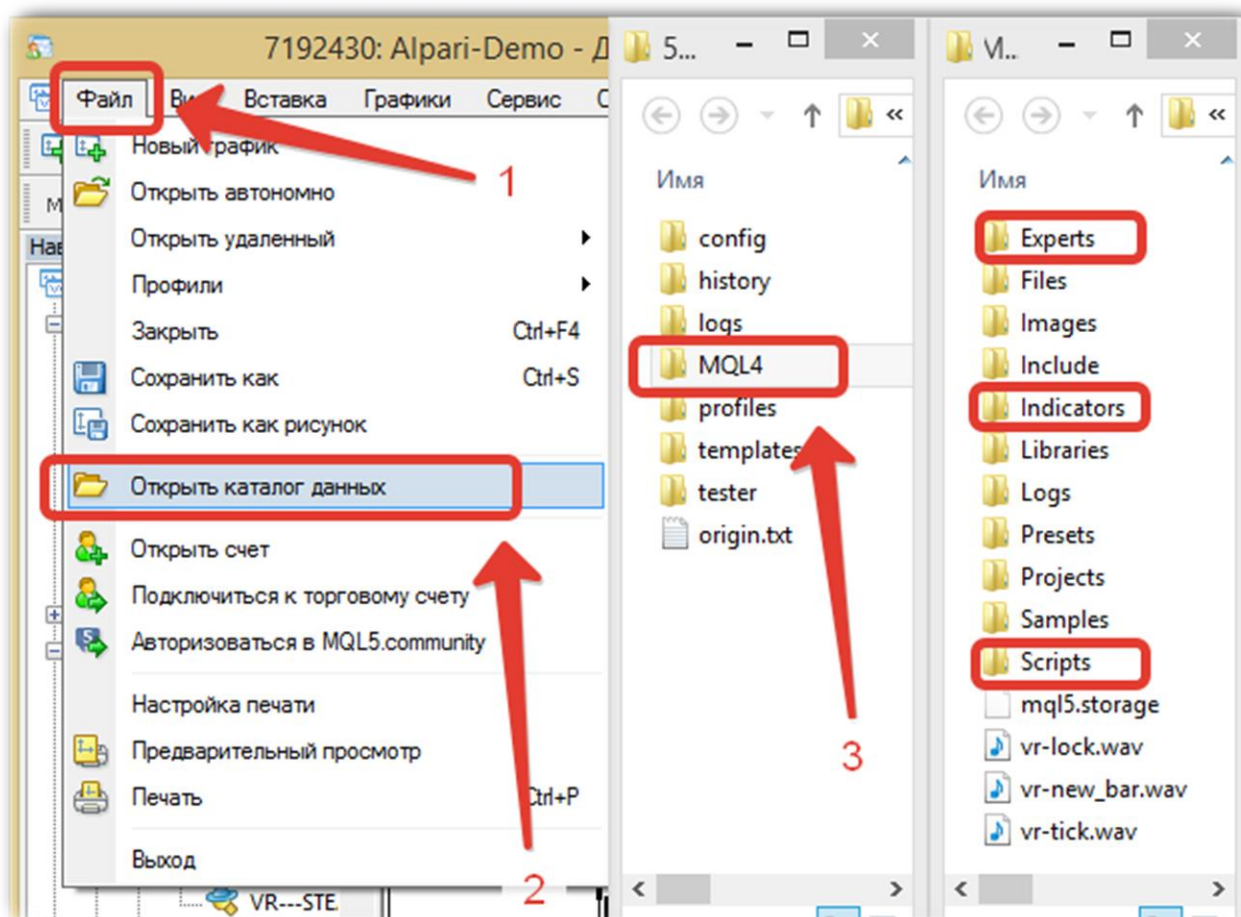 7192430: Alpari-Demo - Д
Файл
Вставка
Графики
Сервис
Новый график
Открыть автономно
Открыть удаленный
Профили
Закрыть Ctrl+F4
Сохранить как Ctrl+S
Сохранить как рисунок
Открыть каталог данных
Открыть счет
Подключиться к торговому счету
Авторизоваться в MQL5.community
Настройка печати
Предварительный просмотр
Печать Ctrl+P
Выход
VR---STE
1
2
5...
«
Имя
config
history
logs
MQL4
profiles
templates
tester
origin.txt
3
«
Имя
Experts
Files
Images
Include
Indicators
Libraries
Logs
Presets
Projects
Samples
Scripts
mql5.storage
vr-lock.wav
vr-new_bar.wav
vr-tick.wav